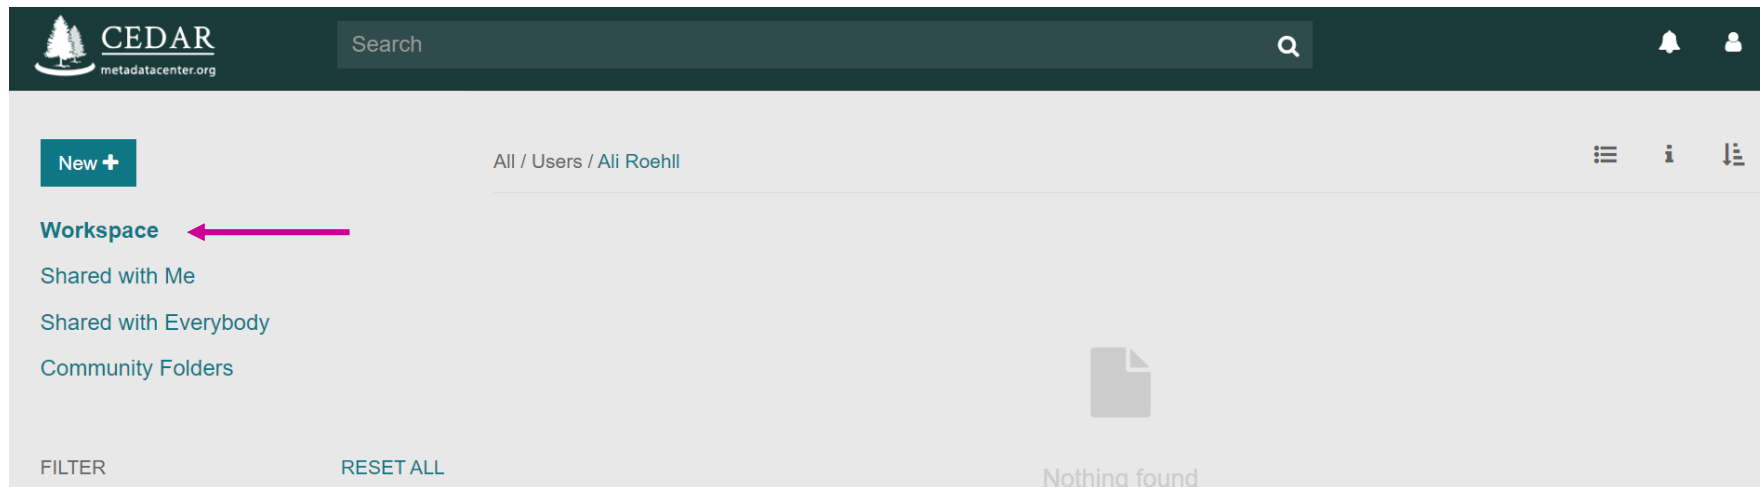 CEDAR
metadatacenter.org
Search
New
All / Users / Ali Roehll
Workspace
Shared with Me
Shared with Everybody
Community Folders
FILTER
RESET ALL
Nothing found